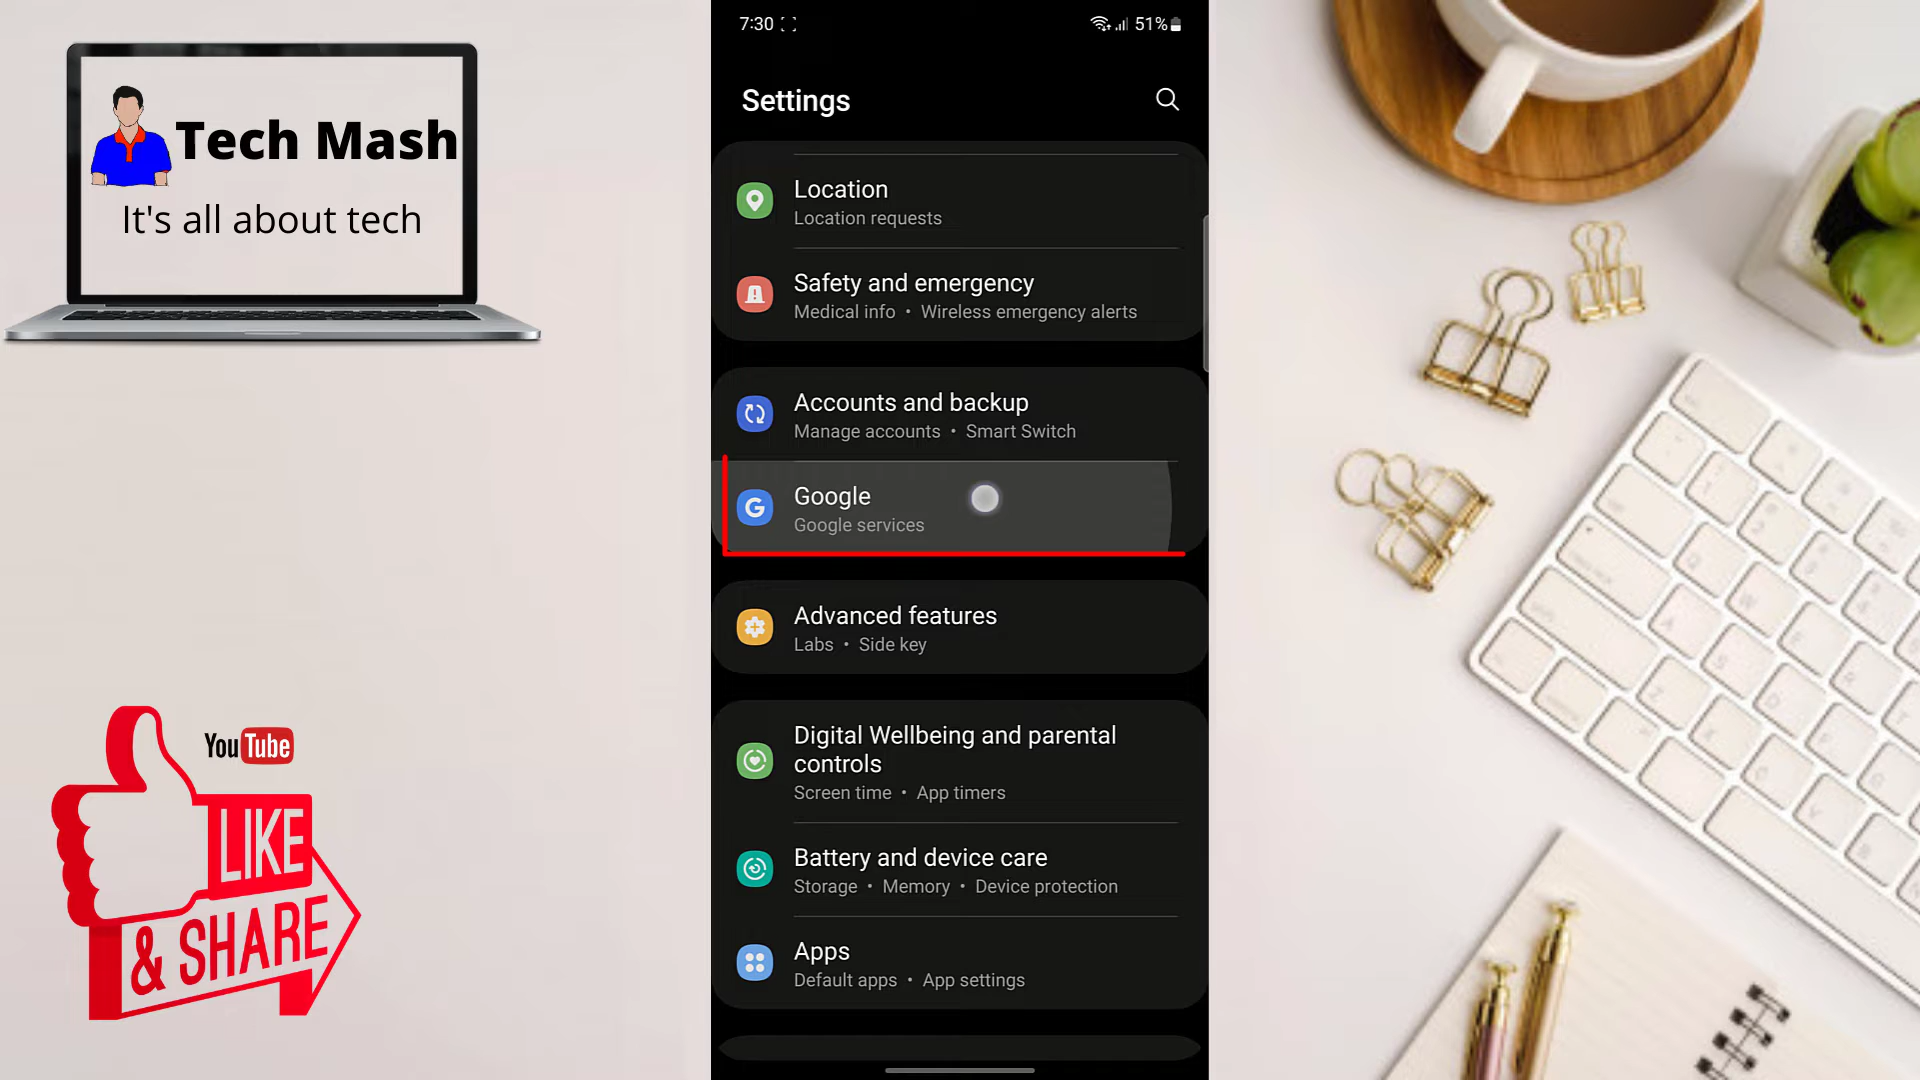 Tech Mash
It's all about tech
YouTube
LIKE
& SHARE
7:30
51%
Settings
Location
Location requests
Safety and emergency
Medical info • Wireless emergency alerts
Accounts and backup
Manage accounts • Smart Switch
G
Google
Google services
Advanced features
Labs • Side key
Digital Wellbeing and parental
controls
Screen time • App timers
Battery and device care
Storage • Memory • Device protection
Apps
Default apps • App settings